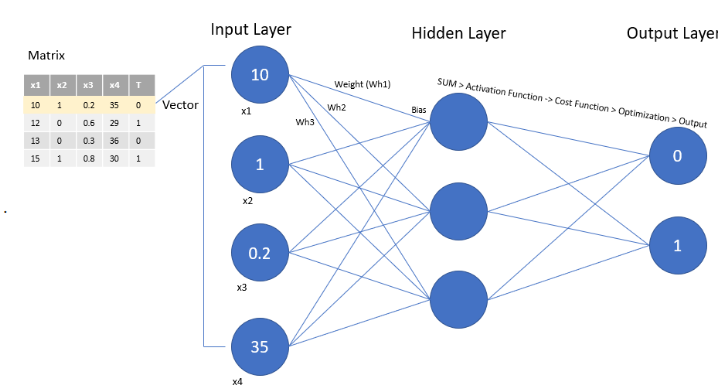 Input Layer
Hidden Layer
Output Layer
Matrix
x1 x2 x3 x4 T
10 1 0.2 35 0
12 0 0.6 29 1
13 0 0.3 36 0
15 1 0.8 30 1
Vector
10
x1
1
x2
0.2
x3
35
x4
Weight (Wh1)
Wh2
Wh3
Bias
SUM > Activation Function -> Cost Function > Optimization > Output
0
1